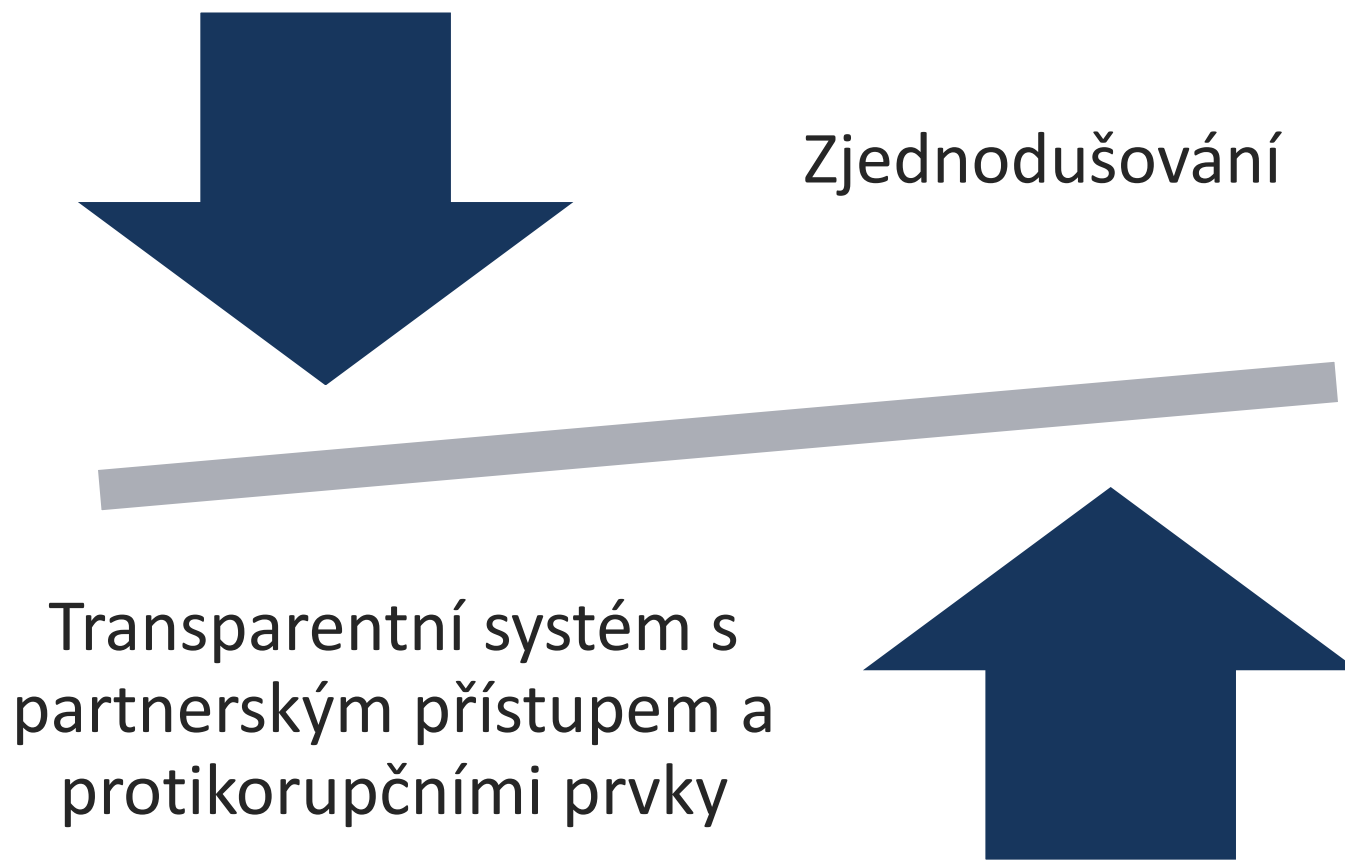 Zjednodušování
Transparentní systém s
partnerským přístupem a
protikorupčními prvky